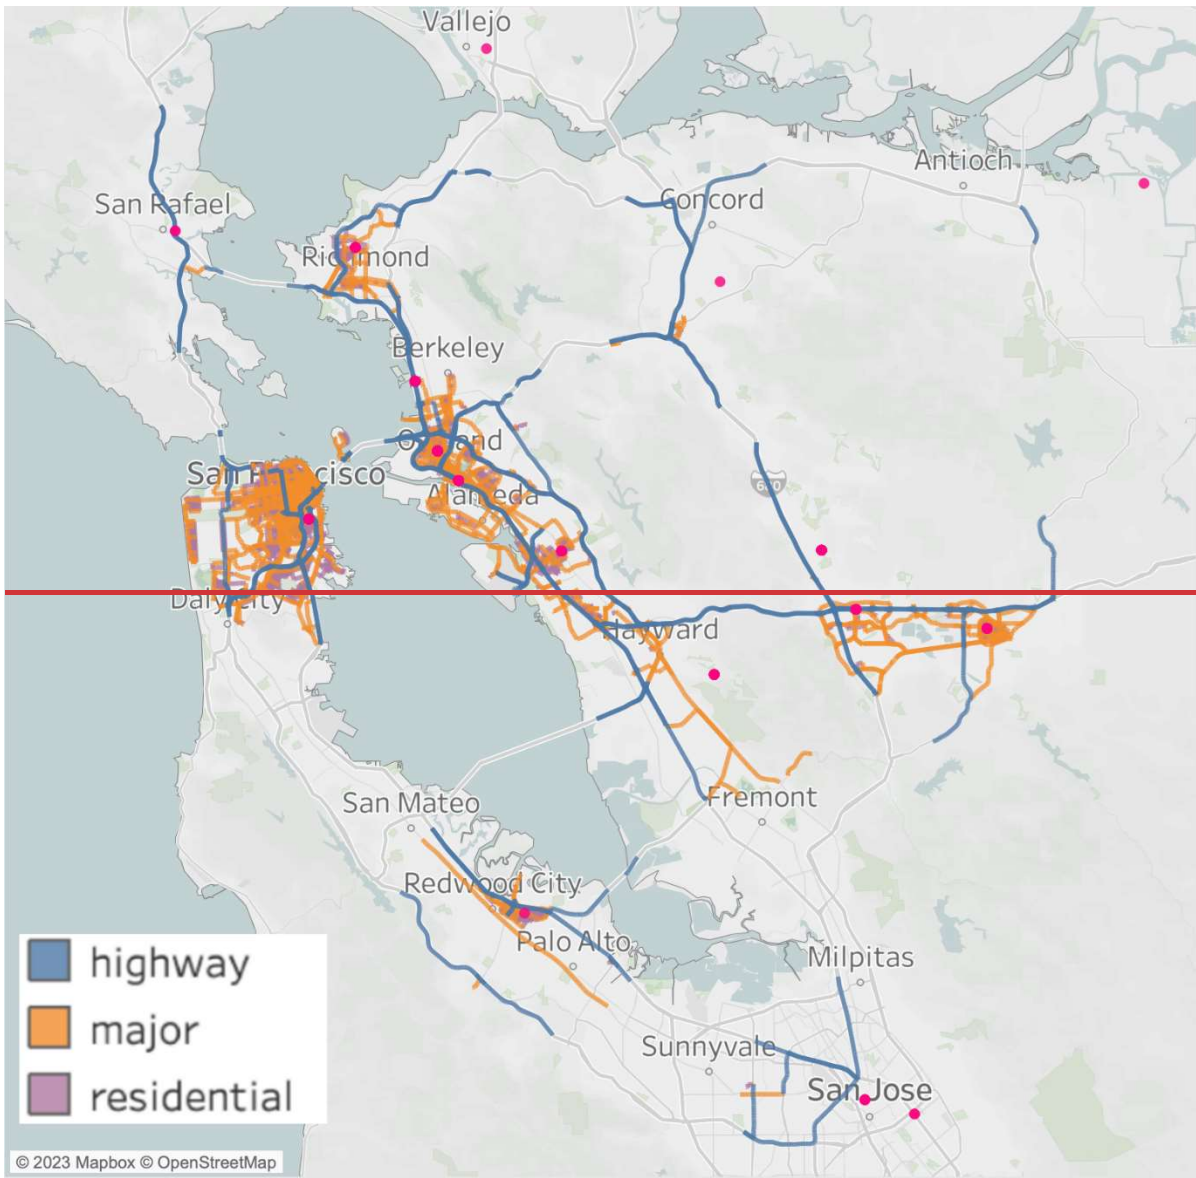 Vallejo
Antioch
San Rafael
Concord
Richmond
Berkeley
Oakland
San Francisco
Alameda
680
Daly City
Hayward
San Mateo
Fremont
Redwood City
Palo Alto
Milpitas
Sunnyvale
San Jose
highway
major
residential
© 2023 Mapbox © OpenStreetMap